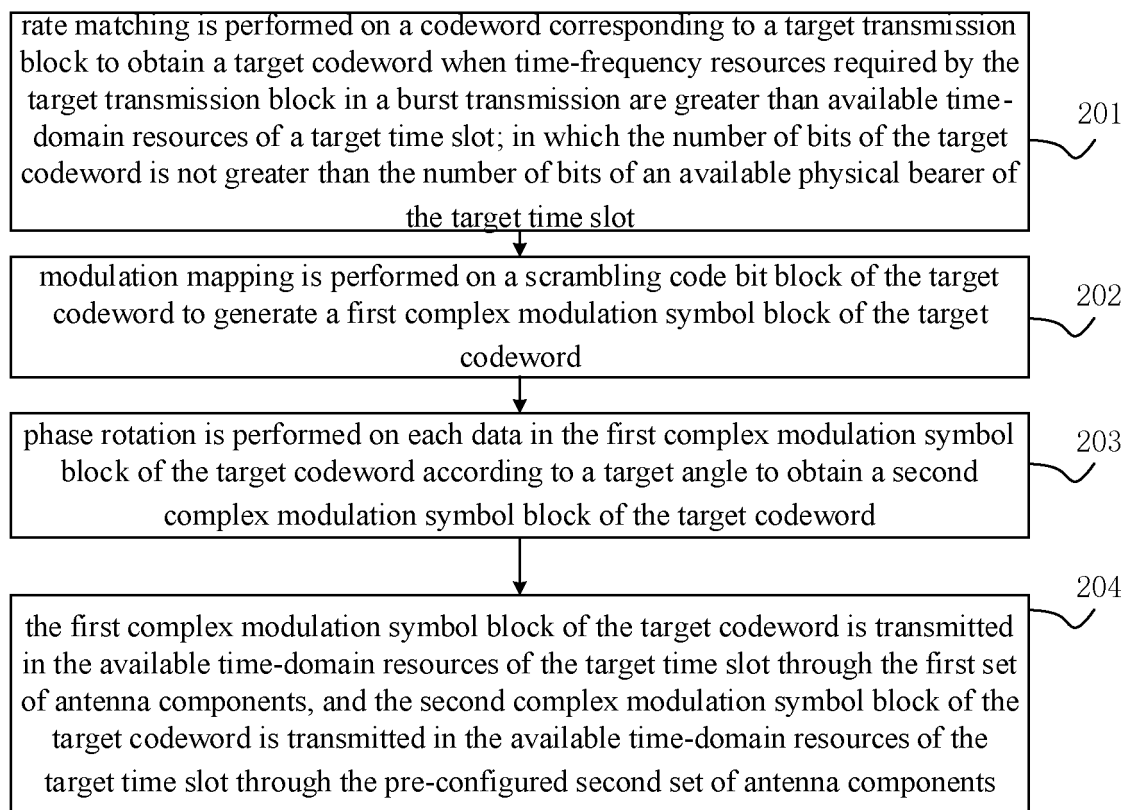 rate matching is performed on a codeword corresponding to a target transmission
block to obtain a target codeword when time-frequency resources required by the
target transmission block in a burst transmission are greater than available time-
domain resources of a target time slot; in which the number of bits of the target
codeword is not greater than the number of bits of an available physical bearer of
the target time slot
201
modulation mapping is performed on a scrambling code bit block of the target
codeword to generate a first complex modulation symbol block of the target
codeword
202
phase rotation is performed on each data in the first complex modulation symbol
block of the target codeword according to a target angle to obtain a second
complex modulation symbol block of the target codeword
203
the first complex modulation symbol block of the target codeword is transmitted
in the available time-domain resources of the target time slot through the first set
of antenna components, and the second complex modulation symbol block of the
target codeword is transmitted in the available time-domain resources of the
target time slot through the pre-configured second set of antenna components
204